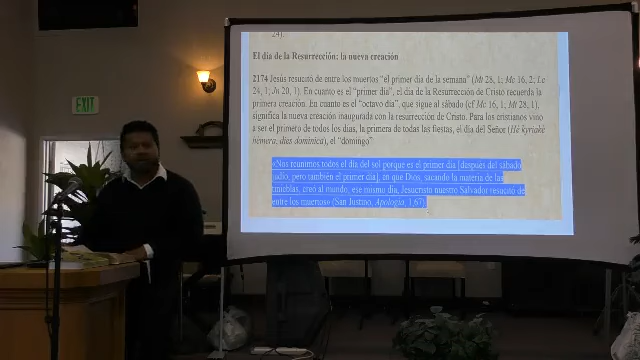 24).
El día de la Resurrección: la nueva creación
2174 Jesús resucitó de entre los muertos "el primer día de la semana" (Mt 28, 1; Mc 16, 2; Lc
24, 1; Jn 20, 1). En cuanto es el "primer día", el día de la Resurrección de Cristo recuerda la
primera creación. En cuanto es el "octavo día", que sigue al sábado (cf Mc 16, 1; Mt 28, 1),
significa la nueva creación inaugurada con la resurrección de Cristo. Para los cristianos vino
a ser el primero de todos los días, la primera de todas las fiestas, el día del Señor (Hé kyriakè
hemera, dies dominica), el "domingo"
«Nos reunimos todos el día del sol porque es el primer día [después del sábado
judío, pero también el primer día], en que Dios, sacando la materia de las
tinieblas, creó al mundo; ese mismo día, Jesucristo nuestro Salvador resucitó de
entre los muertos» (San Justino, Apologia, 1,67).
EXIT